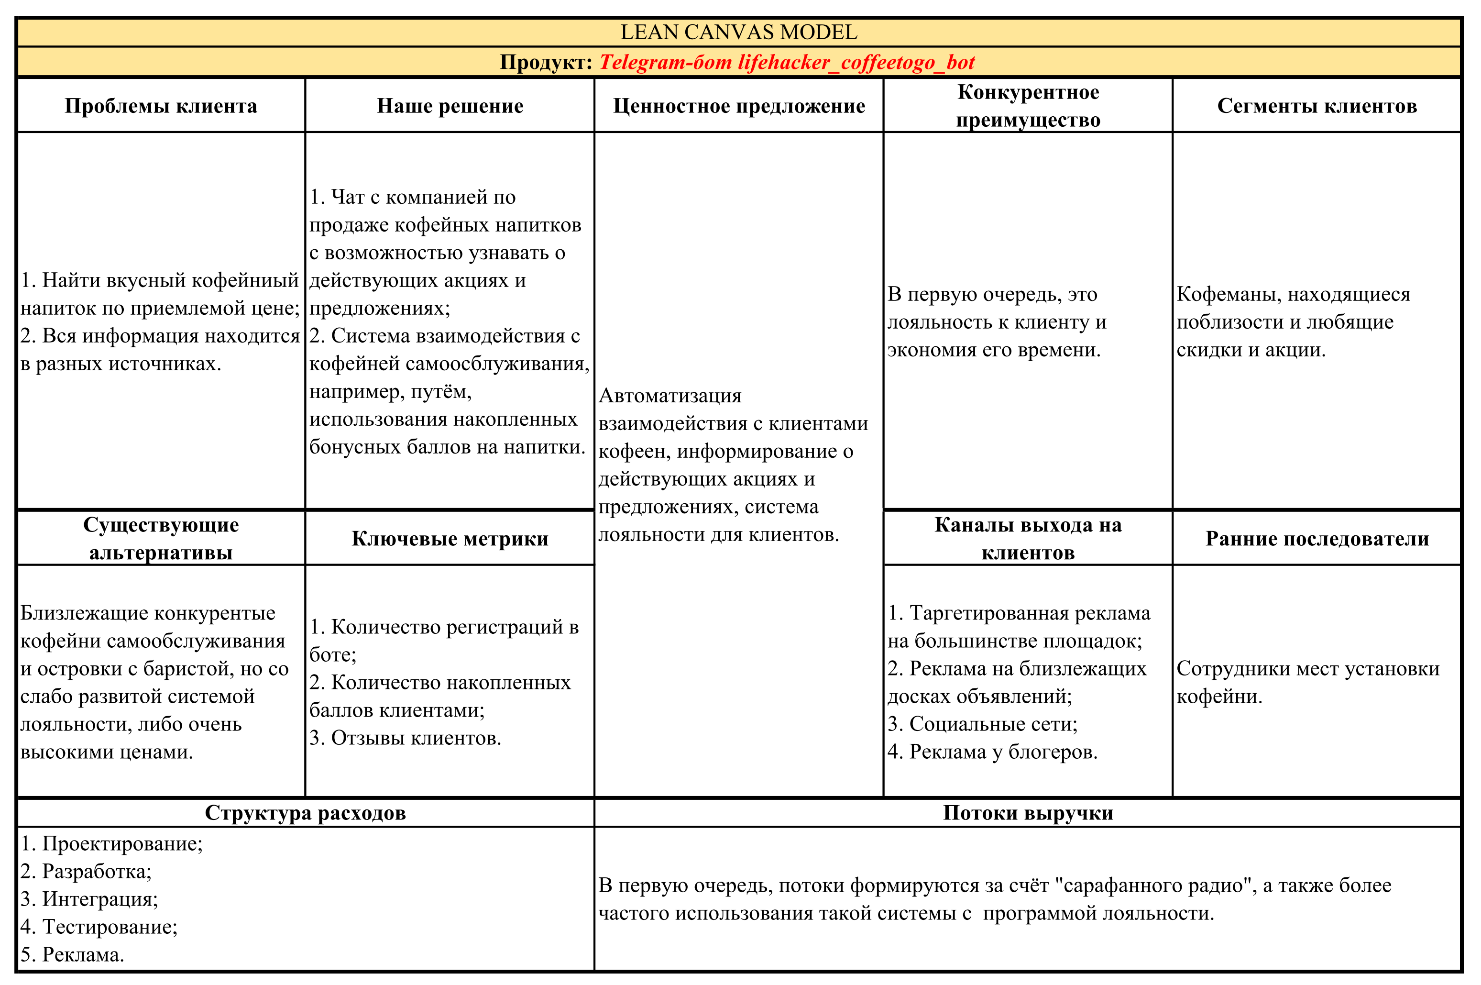 LEAN CANVAS MODEL
Продукт: Telegram-бот lifehacker_coffeetogo_bot
Проблемы клиента
1. Найти вкусный кофейниый
напиток по приемлемой цене;
2. Вся информация находится
в разных источниках.
Наше решение
1. Чат с компанией по
продаже кофейных напитков
с возможностью узнавать о
действующих акциях и
предложениях;
2. Система взаимодействия с
кофейней самоосблуживания,
например, путём,
использования накопленных
бонусных баллов на напитки.
Ценностное предложение
Автоматизация
взаимодействия с клиентами
кофеен, информирование о
действующих акциях и
предложениях, система
лояльности для клиентов.
Конкурентное
преимущество
В первую очередь, это
лояльность к клиенту и
экономия его времени.
Сегменты клиентов
Кофеманы, находящиеся
поблизости и любящие
скидки и акции.
Существующие
альтернативы
Близлежащие конкурентые
кофейни самообслуживания
и островки с баристой, но со
слабо развитой системой
лояльности, либо очень
высокими ценами.
Ключевые метрики
1. Количество регистраций в
боте;
2. Количество накопленных
баллов клиентами;
3. Отзывы клиентов.
Каналы выхода на
клиентов
1. Таргетированная реклама
на большинстве площадок;
2. Реклама на близлежащих
досках объявлений;
3. Социальные сети;
4. Реклама у блогеров.
Ранние последователи
Сотрудники мест установки
кофейни.
Структура расходов
1. Проектирование;
2. Разработка;
3. Интеграция;
4. Тестирование;
5. Реклама.
Потоки выручки
В первую очередь, потоки формируются за счёт "сарафанного радио", а также более
частого использования такой системы с  программой лояльности.